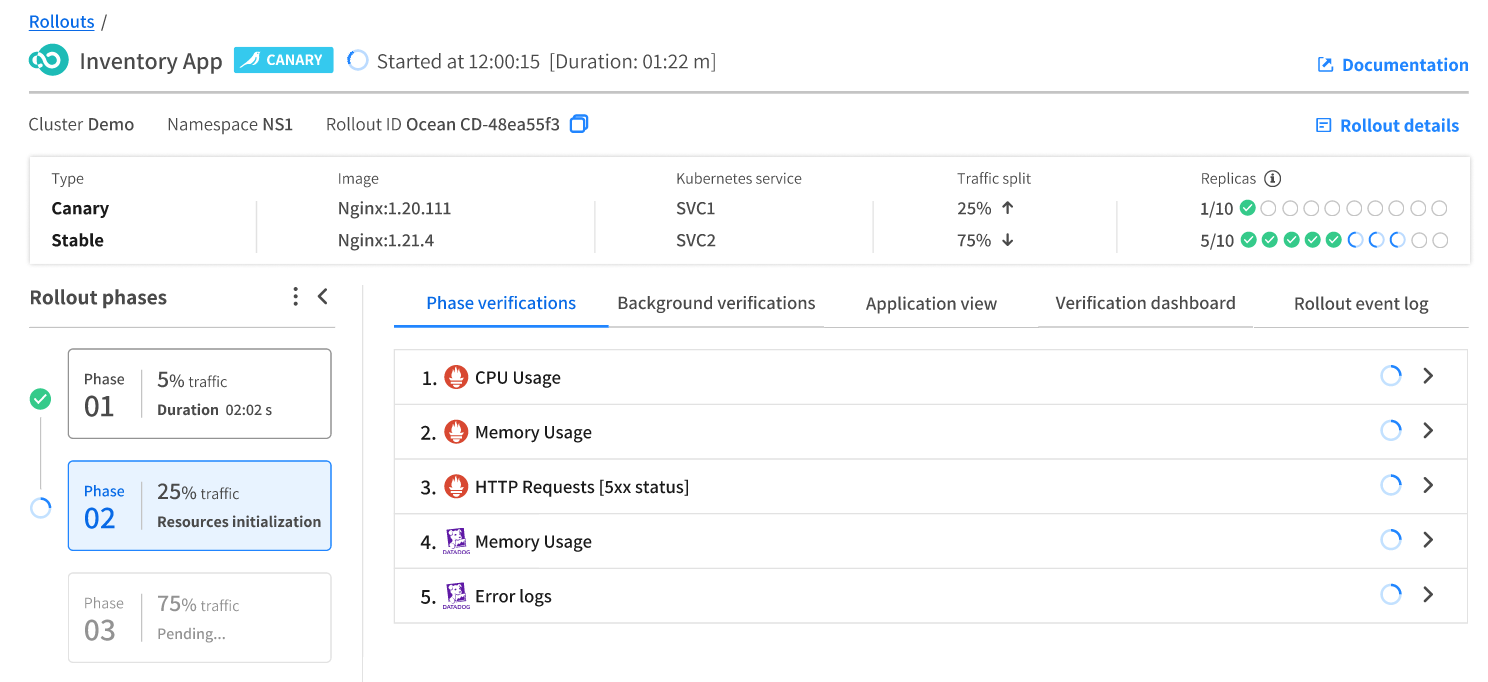 Rollouts /
Inventory App CANARY Started at 12:00:15 [Duration: 01:22 m]
Documentation
Cluster Demo Namespace NS1 Rollout ID Ocean CD-48ea55f3
Rollout details
Type Image Kubernetes service Traffic split Replicas
Canary Nginx:1.20.111 SVC1 25% ↑ 1/10
Stable Nginx:1.21.4 SVC2 75% ↓ 5/10
Rollout phases
Phase 5% traffic
01 Duration 02:02 s
Phase 25% traffic
02 Resources initialization
Phase 75% traffic
03 Pending...
Phase verifications Background verifications Application view Verification dashboard Rollout event log
1. CPU Usage
2. Memory Usage
3. HTTP Requests [5xx status]
4. DATADOG Memory Usage
5. DATADOG Error logs